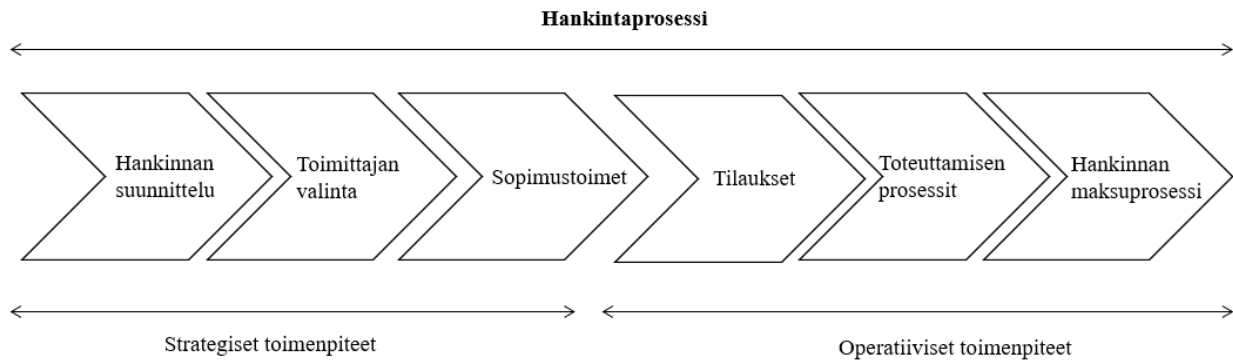 Hankintaprosessi
Hankinnan
suunnittelu
Toimittajan
valinta
Sopimustoimet
Tilaukset
Toteuttamisen
prosessit
Hankinnan
maksuprosessi
Strategiset toimenpiteet
Operatiiviset toimenpiteet